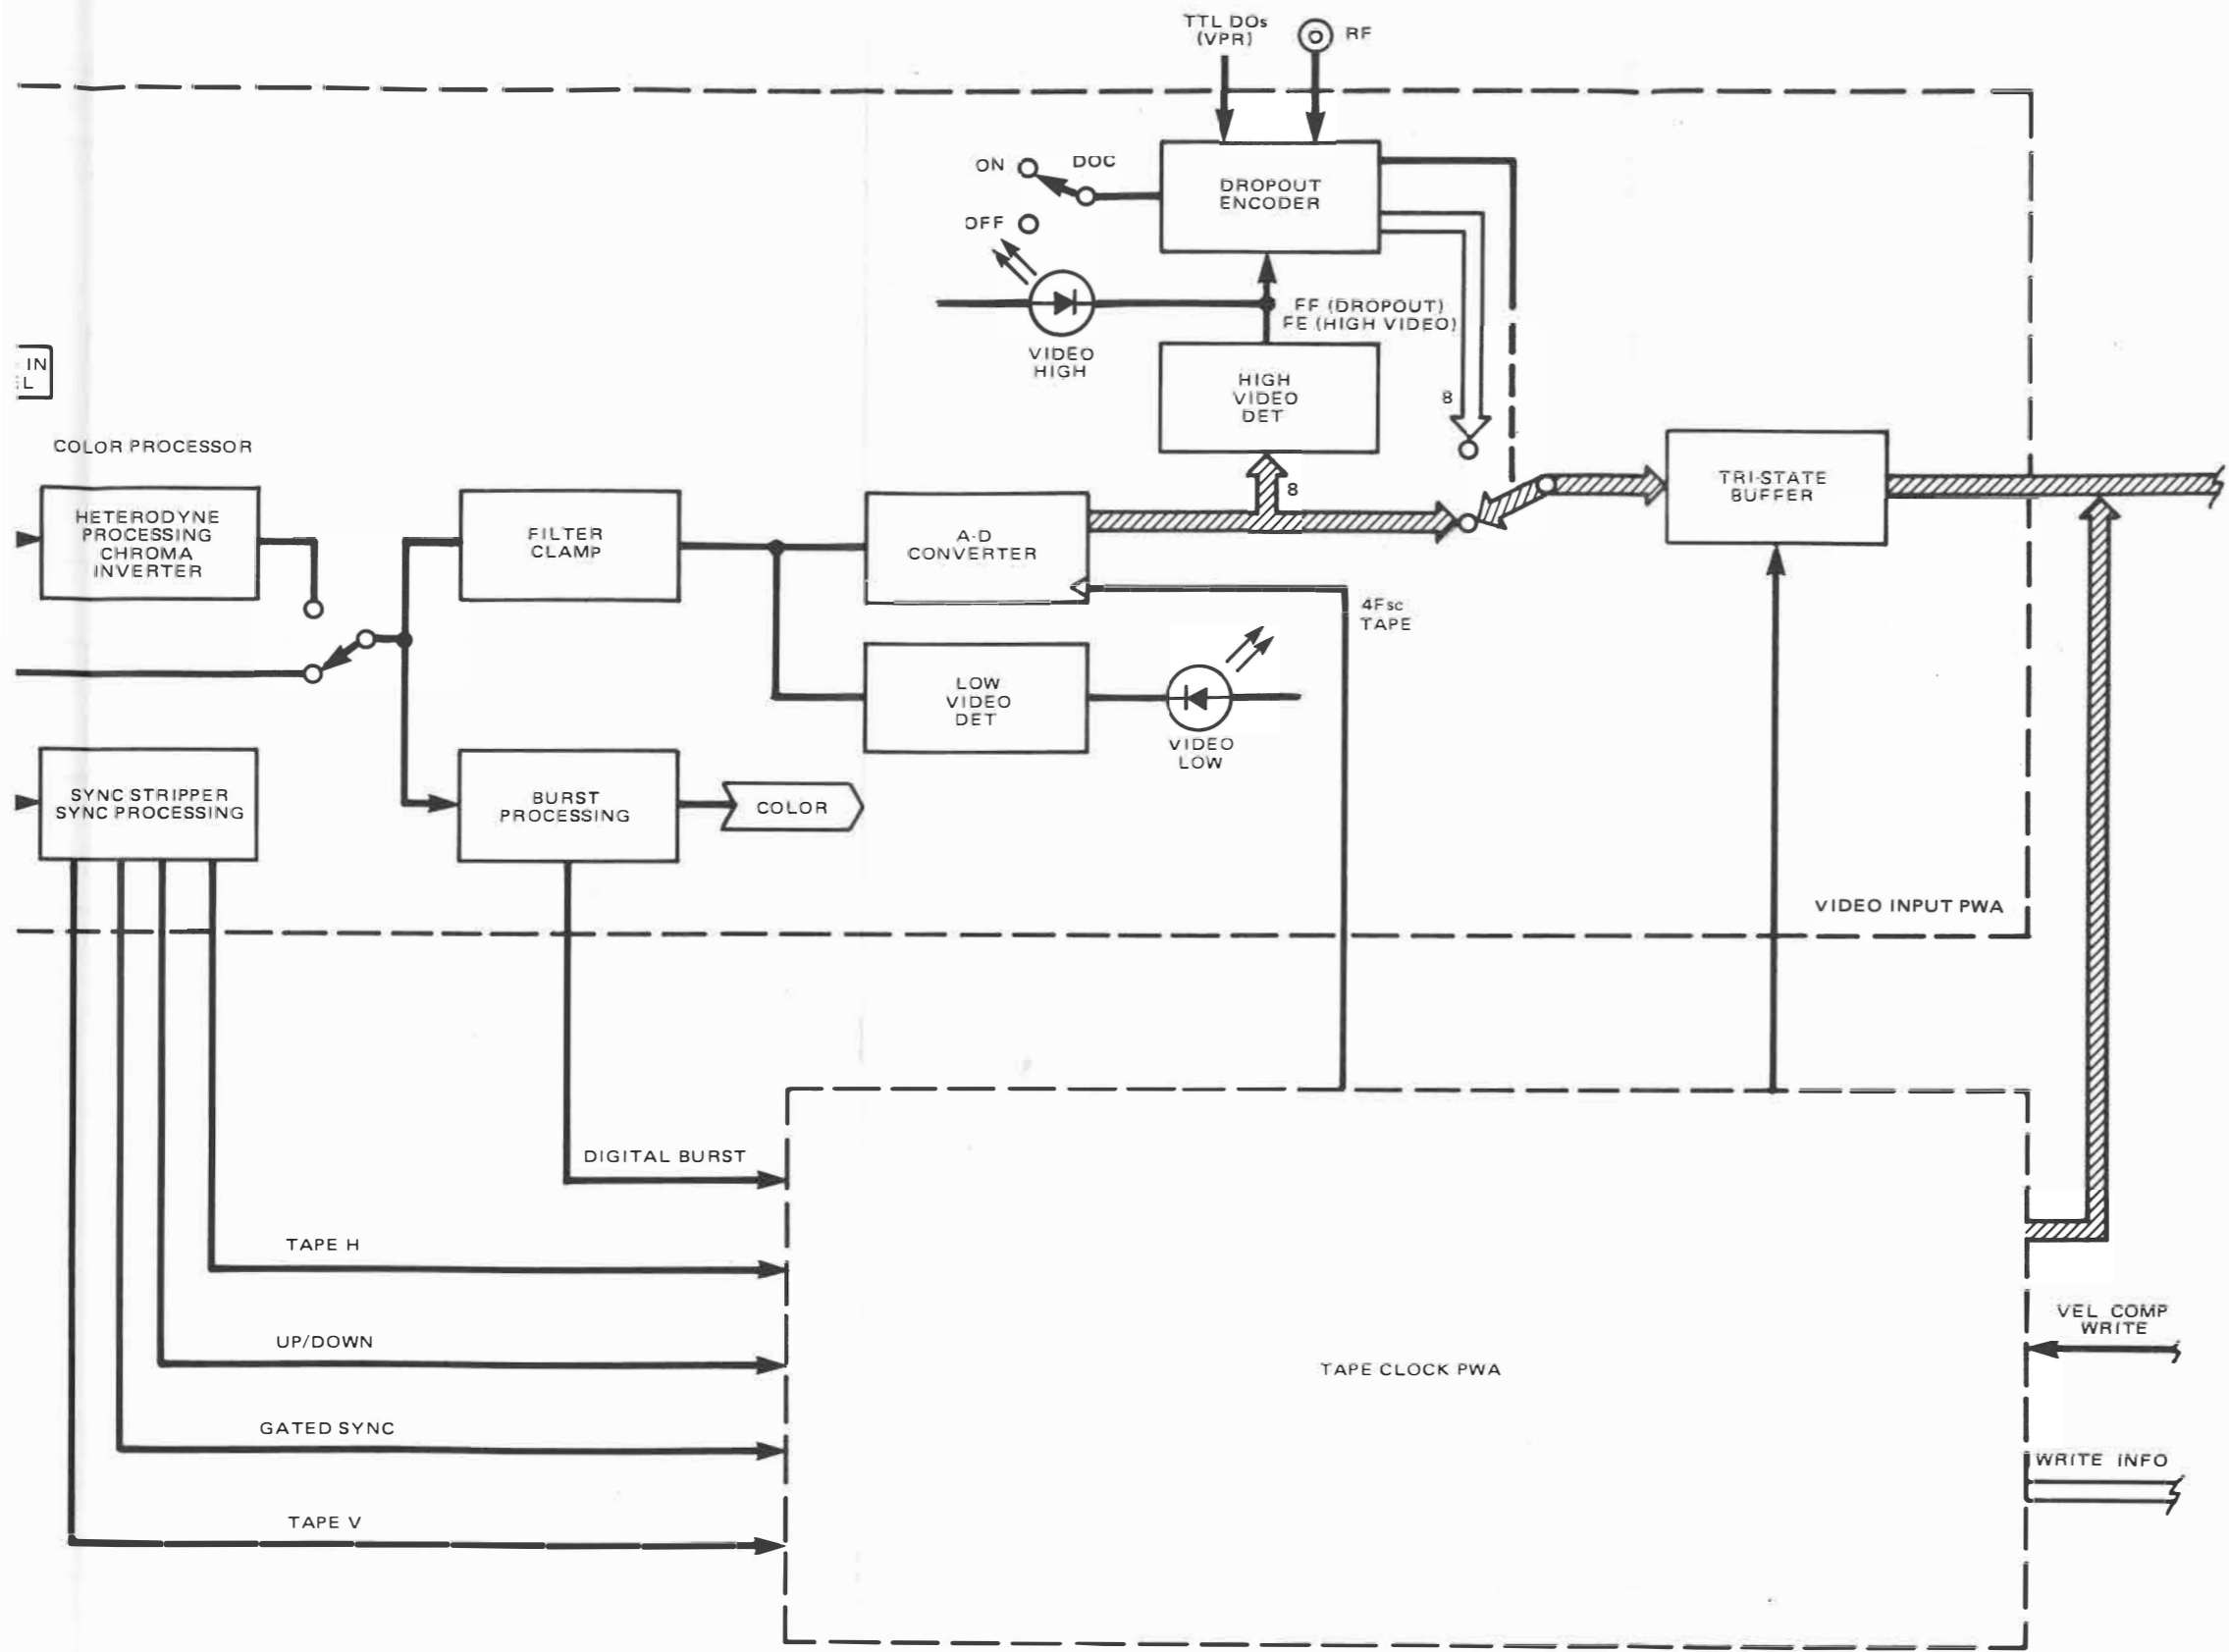 TTL DOs
(VPR)
RF
ON
DOC
OFF
DROPOUT
ENCODER
FF (DROPOUT)
FE (HIGH VIDEO)
VIDEO
HIGH
IN
L
HIGH
VIDEO
DET
8
8
COLOR PROCESSOR
HETERODYNE
PROCESSING
CHROMA
INVERTER
FILTER
CLAMP
A-D
CONVERTER
TRI-STATE
BUFFER
4Fsc
TAPE
LOW
VIDEO
DET
VIDEO
LOW
SYNC STRIPPER
SYNC PROCESSING
BURST
PROCESSING
COLOR
VIDEO INPUT PWA
DIGITAL BURST
TAPE H
UP/DOWN
GATED SYNC
TAPE V
TAPE CLOCK PWA
VEL COMP
WRITE
WRITE INFO